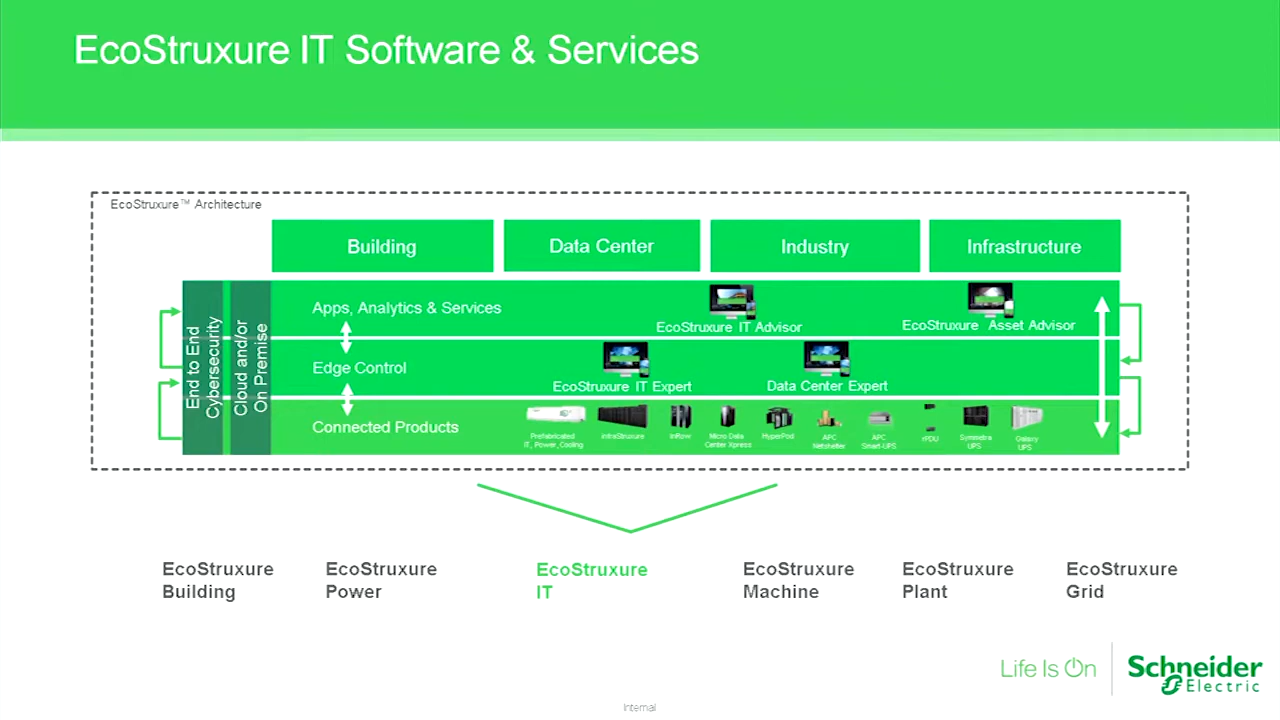 EcoStruxure IT Software & Services
EcoStruxure™ Architecture
Building
Data Center
Industry
Infrastructure
End to End
Cybersecurity
Cloud and/or
On Premise
Apps, Analytics & Services
EcoStruxure IT Advisor
EcoStruxure Asset Advisor
Edge Control
EcoStruxure IT Expert
Data Center Expert
Connected Products
Prefabricated
IT, Power, Cooling
InfraStruxure
InRow
Micro Data
Center Xpress
HyperPod
APC
Netshelter
APC
Smart-UPS
rPDU
Symmetra
UPS
Galaxy
UPS
EcoStruxure
Building
EcoStruxure
Power
EcoStruxure
IT
EcoStruxure
Machine
EcoStruxure
Plant
EcoStruxure
Grid
Life Is On
Schneider
Electric
Internal